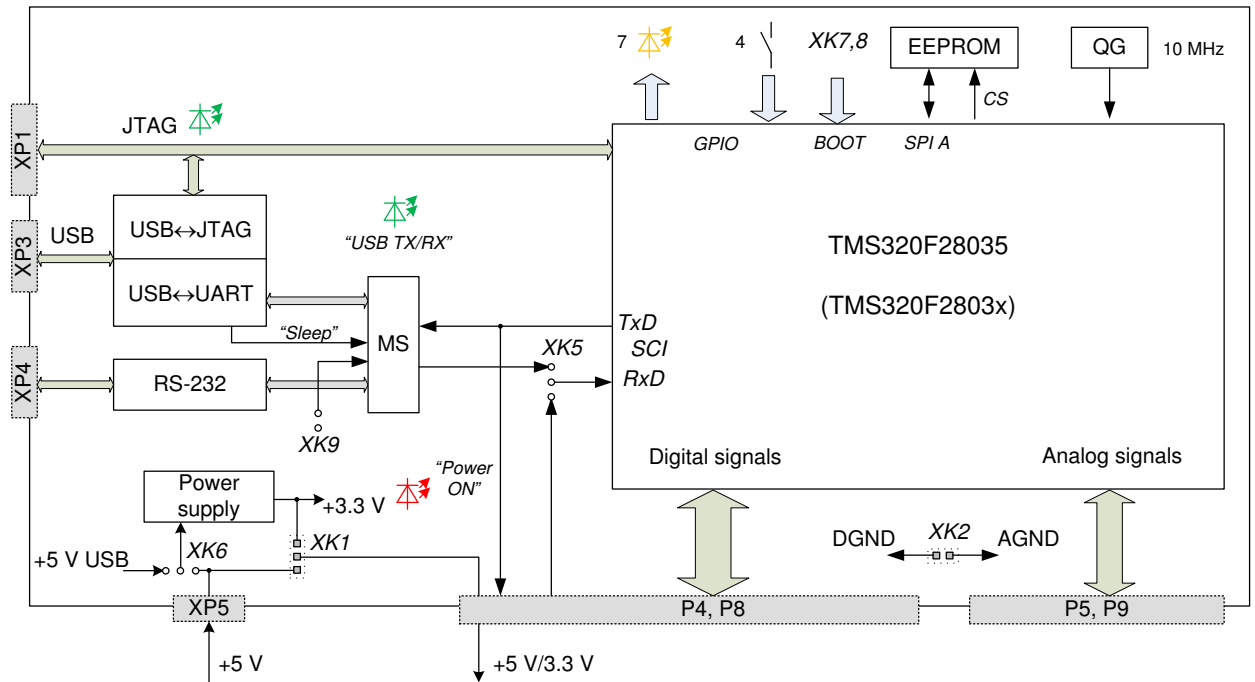 7
4
XK7,8
EEPROM
QG
10 MHz
CS
JTAG
GPIO
BOOT
SPI A
XP1
USB
XP3
USB↔JTAG
USB↔UART
“USB TX/RX”
TMS320F28035
(TMS320F2803x)
“Sleep”
MS
TxD
SCI
RxD
XK5
XP4
RS-232
XK9
Digital signals
Analog signals
Power
supply
+3.3 V
“Power
ON”
XK1
XK6
+5 V USB
DGND
XK2
AGND
XP5
P4, P8
P5, P9
+5 V
+5 V/3.3 V